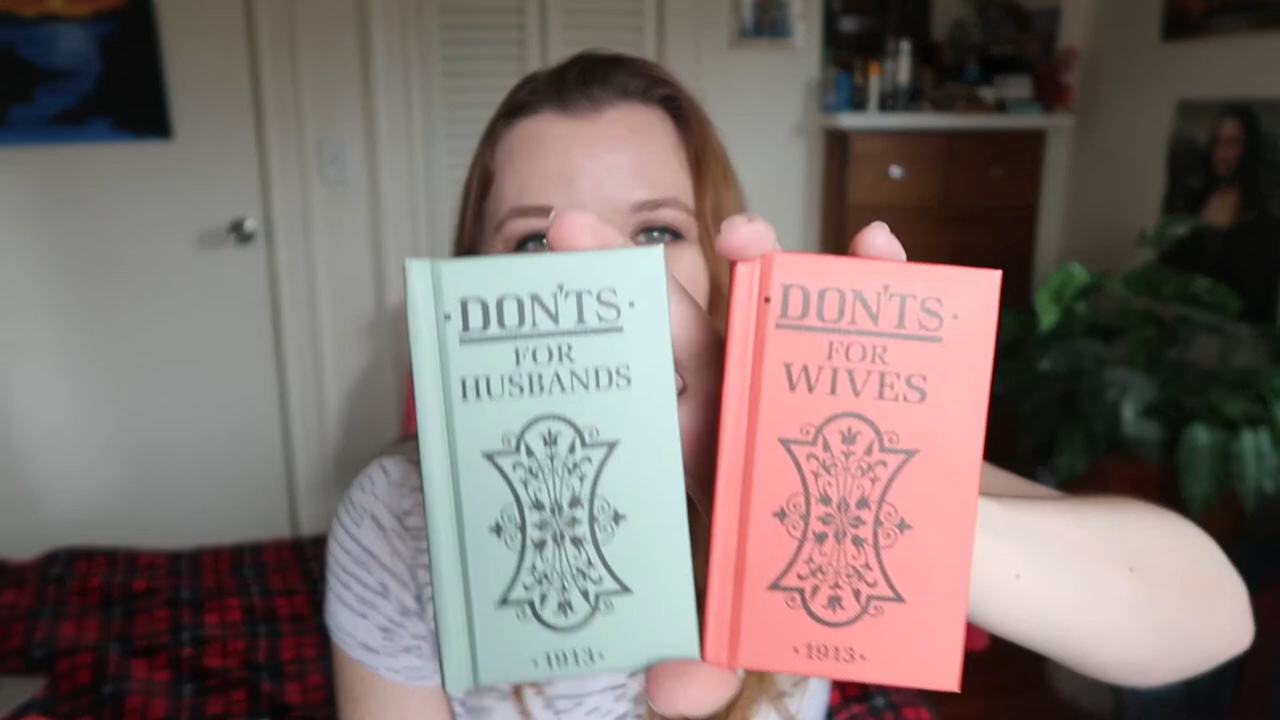 ·DON'TS·
FOR
HUSBANDS
·1913·
·DON'TS·
FOR
WIVES
·1913·